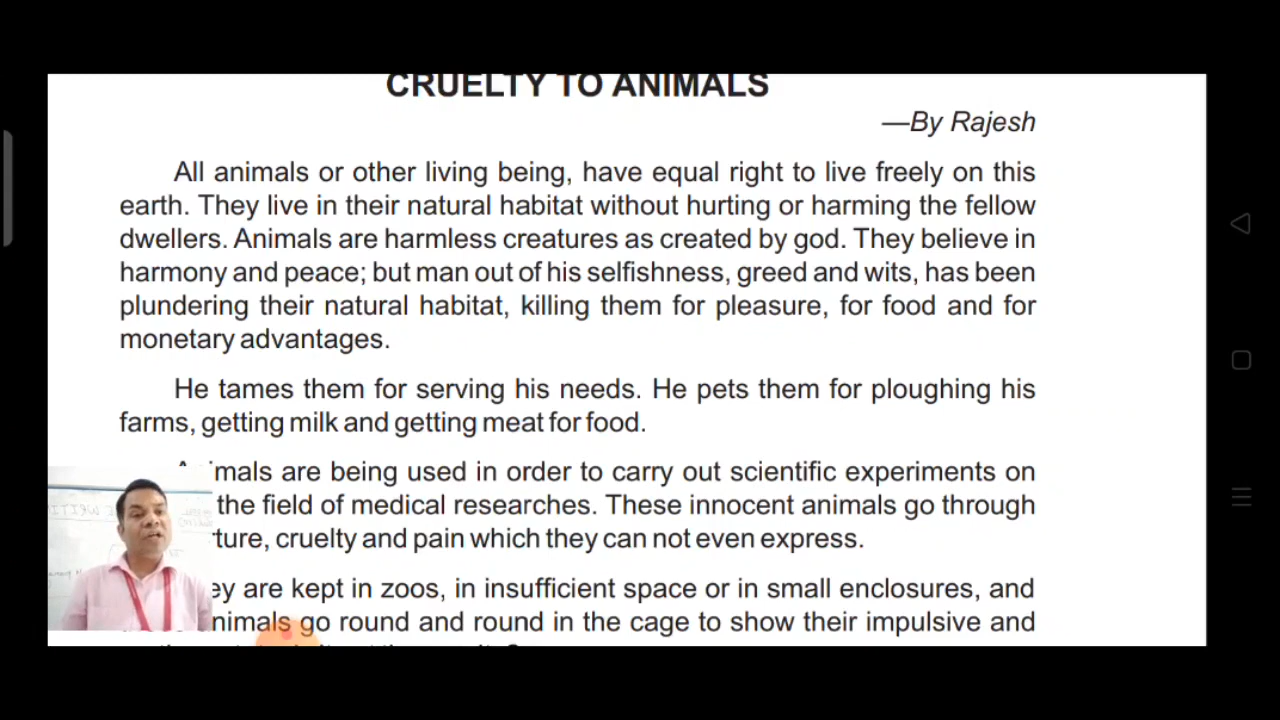 CRUELTY TO ANIMALS
—By Rajesh
All animals or other living being, have equal right to live freely on this
earth. They live in their natural habitat without hurting or harming the fellow
dwellers. Animals are harmless creatures as created by god. They believe in
harmony and peace; but man out of his selfishness, greed and wits, has been
plundering their natural habitat, killing them for pleasure, for food and for
monetary advantages.
He tames them for serving his needs. He pets them for ploughing his
farms, getting milk and getting meat for food.
are being used in order to carry out scientific experiments on
the field of medical researches. These innocent animals go through
cruelty and pain which they can not even express.
are kept in zoos, in insufficient space or in small enclosures, and
go round and round in the cage to show their impulsive and